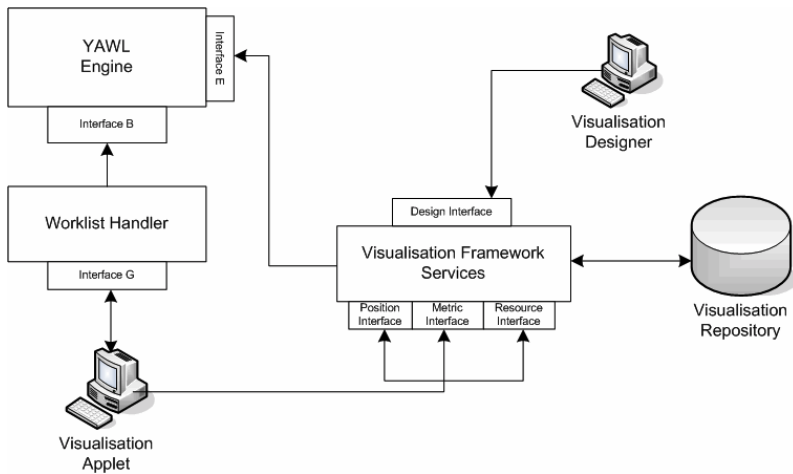 YAWL
Engine
Interface E
Interface B
Visualisation
Designer
Worklist Handler
Interface G
Design Interface
Visualisation Framework
Services
Position
Interface
Metric
Interface
Resource
Interface
Visualisation
Repository
Visualisation
Applet